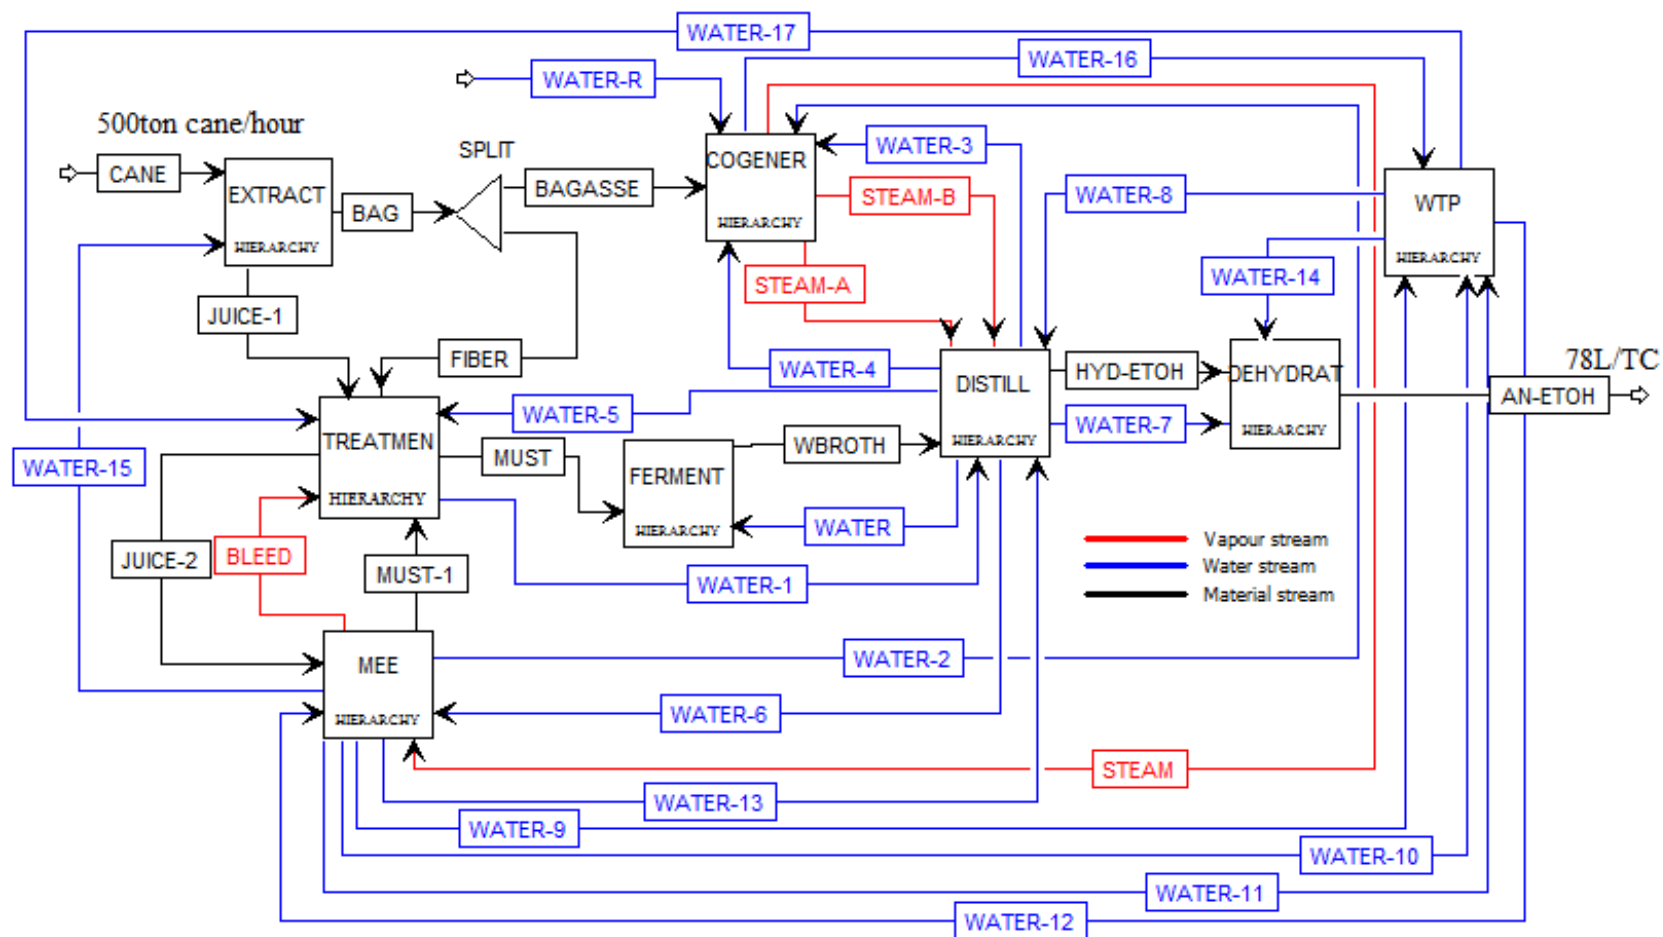 WATER-17
WATER-16
WATER-R
500ton cane/hour
SPLIT
COGENER
HIERARCHY
WATER-3
CANE
EXTRACT
HIERARCHY
BAG
BAGASSE
STEAM-B
WATER-8
WTP
HIERARCHY
STEAM-A
WATER-14
JUICE-1
FIBER
WATER-4
DISTILL
HIERARCHY
HYD-ETOH
DEHYDRAT
HIERARCHY
78L/TC
AN-ETOH
WATER-5
WATER-7
TREATMEN
HIERARCHY
MUST
WBROTH
WATER-15
FERMENT
HIERARCHY
WATER
JUICE-2
BLEED
MUST-1
WATER-1
Vapour stream
Water stream
Material stream
MEE
HIERARCHY
WATER-2
WATER-6
STEAM
WATER-13
WATER-9
WATER-10
WATER-11
WATER-12